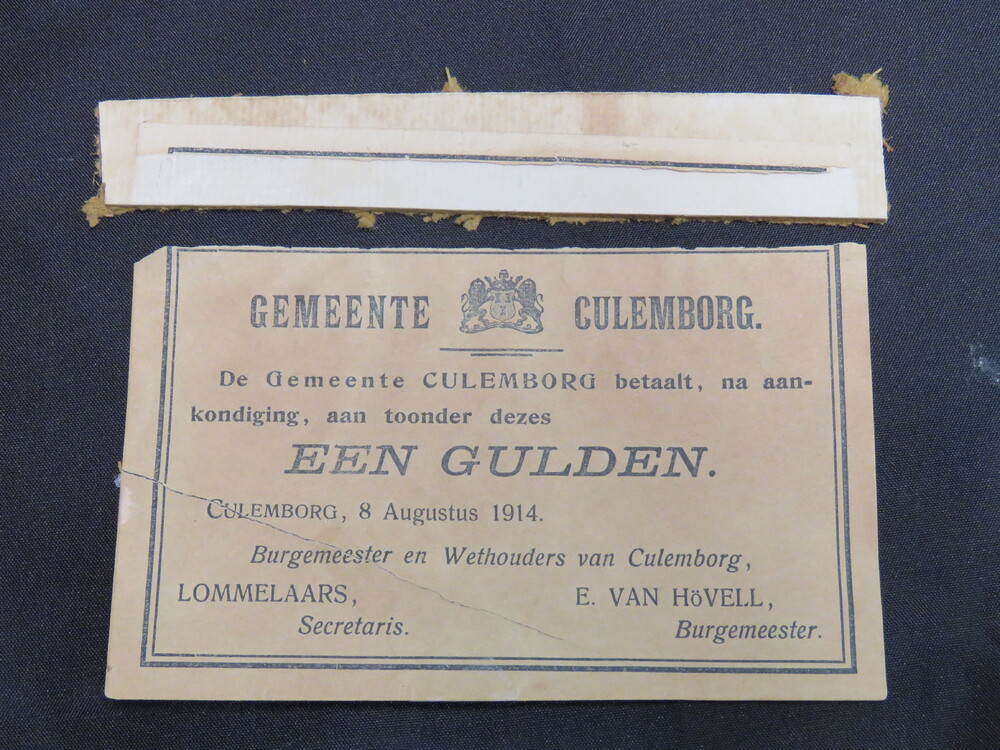 GEMEENTE CULEMBORG.
De Gemeente CULEMBORG betaalt, na aan-
kondiging, aan toonder dezes
EEN GULDEN.
CULEMBORG, 8 Augustus 1914.
Burgemeester en Wethouders van Culemborg,
LOMMELAARS, E. VAN HöVELL,
Secretaris. Burgemeester.